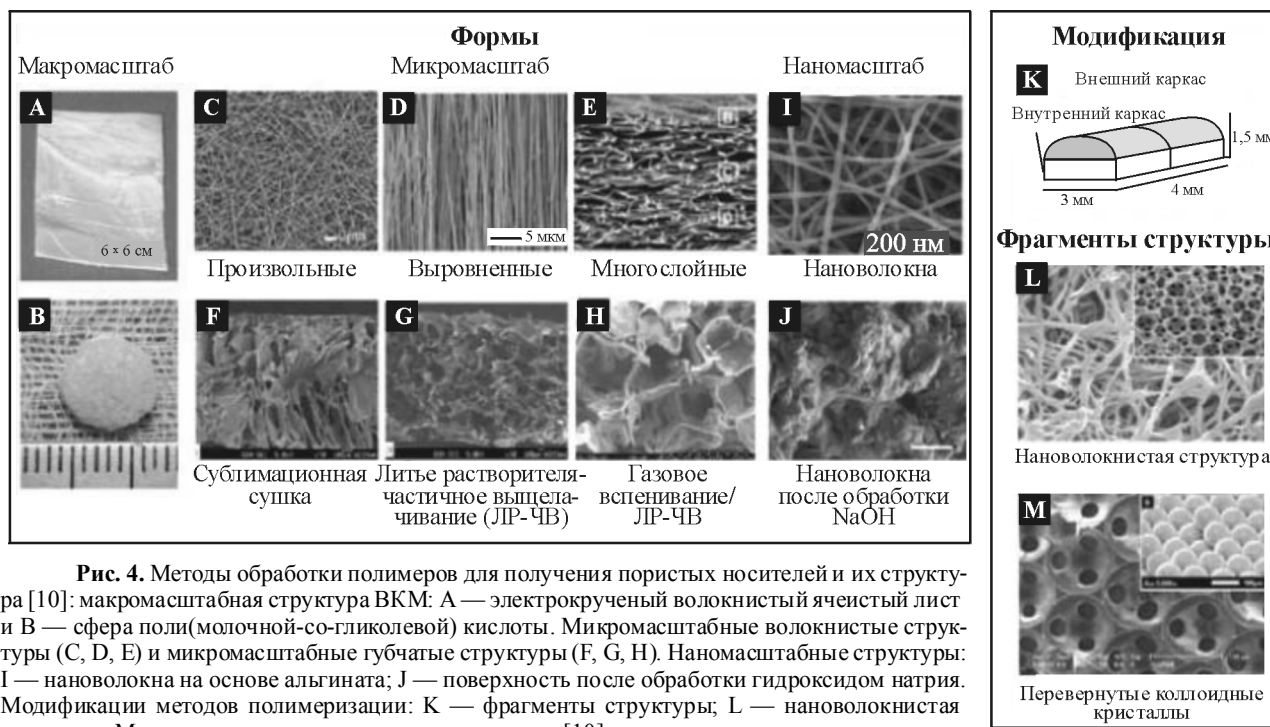 Формы
Макромасштаб
Микромасштаб
Наномасштаб
A
6 × 6 см
C
D
5 мкм
E
I
200 нм
Произвольные
Выровненные
Многослойные
Нановолокна
B
F
G
H
J
Сублимационная
сушка
Литье растворителя-
частичное выщела-
чивание (ЛР-ЧВ)
Газовое
вспенивание/
ЛР-ЧВ
Нановолокна
после обработки
NaOH
Модификация
K
Внешний каркас
Внутренний каркас
1,5 мм
3 мм
4 мм
Фрагменты структуры
L
Нановолокнистая структура
M
Перевернутые коллоидные
кристаллы
Рис. 4. Методы обработки полимеров для получения пористых носителей и их структу-
ра [10]: макромасштабная структура ВКМ: A — электрокрученый волокнистый ячеистый лист
и B — сфера поли(молочной-со-гликолевой) кислоты. Микромасштабные волокнистые струк-
туры (C, D, E) и микромасштабные губчатые структуры (F, G, H). Наномасштабные структуры:
I — нановолокна на основе альгината; J — поверхность после обработки гидроксидом натрия.
Модификации методов полимеризации: K — фрагменты структуры; L — нановолокнистая